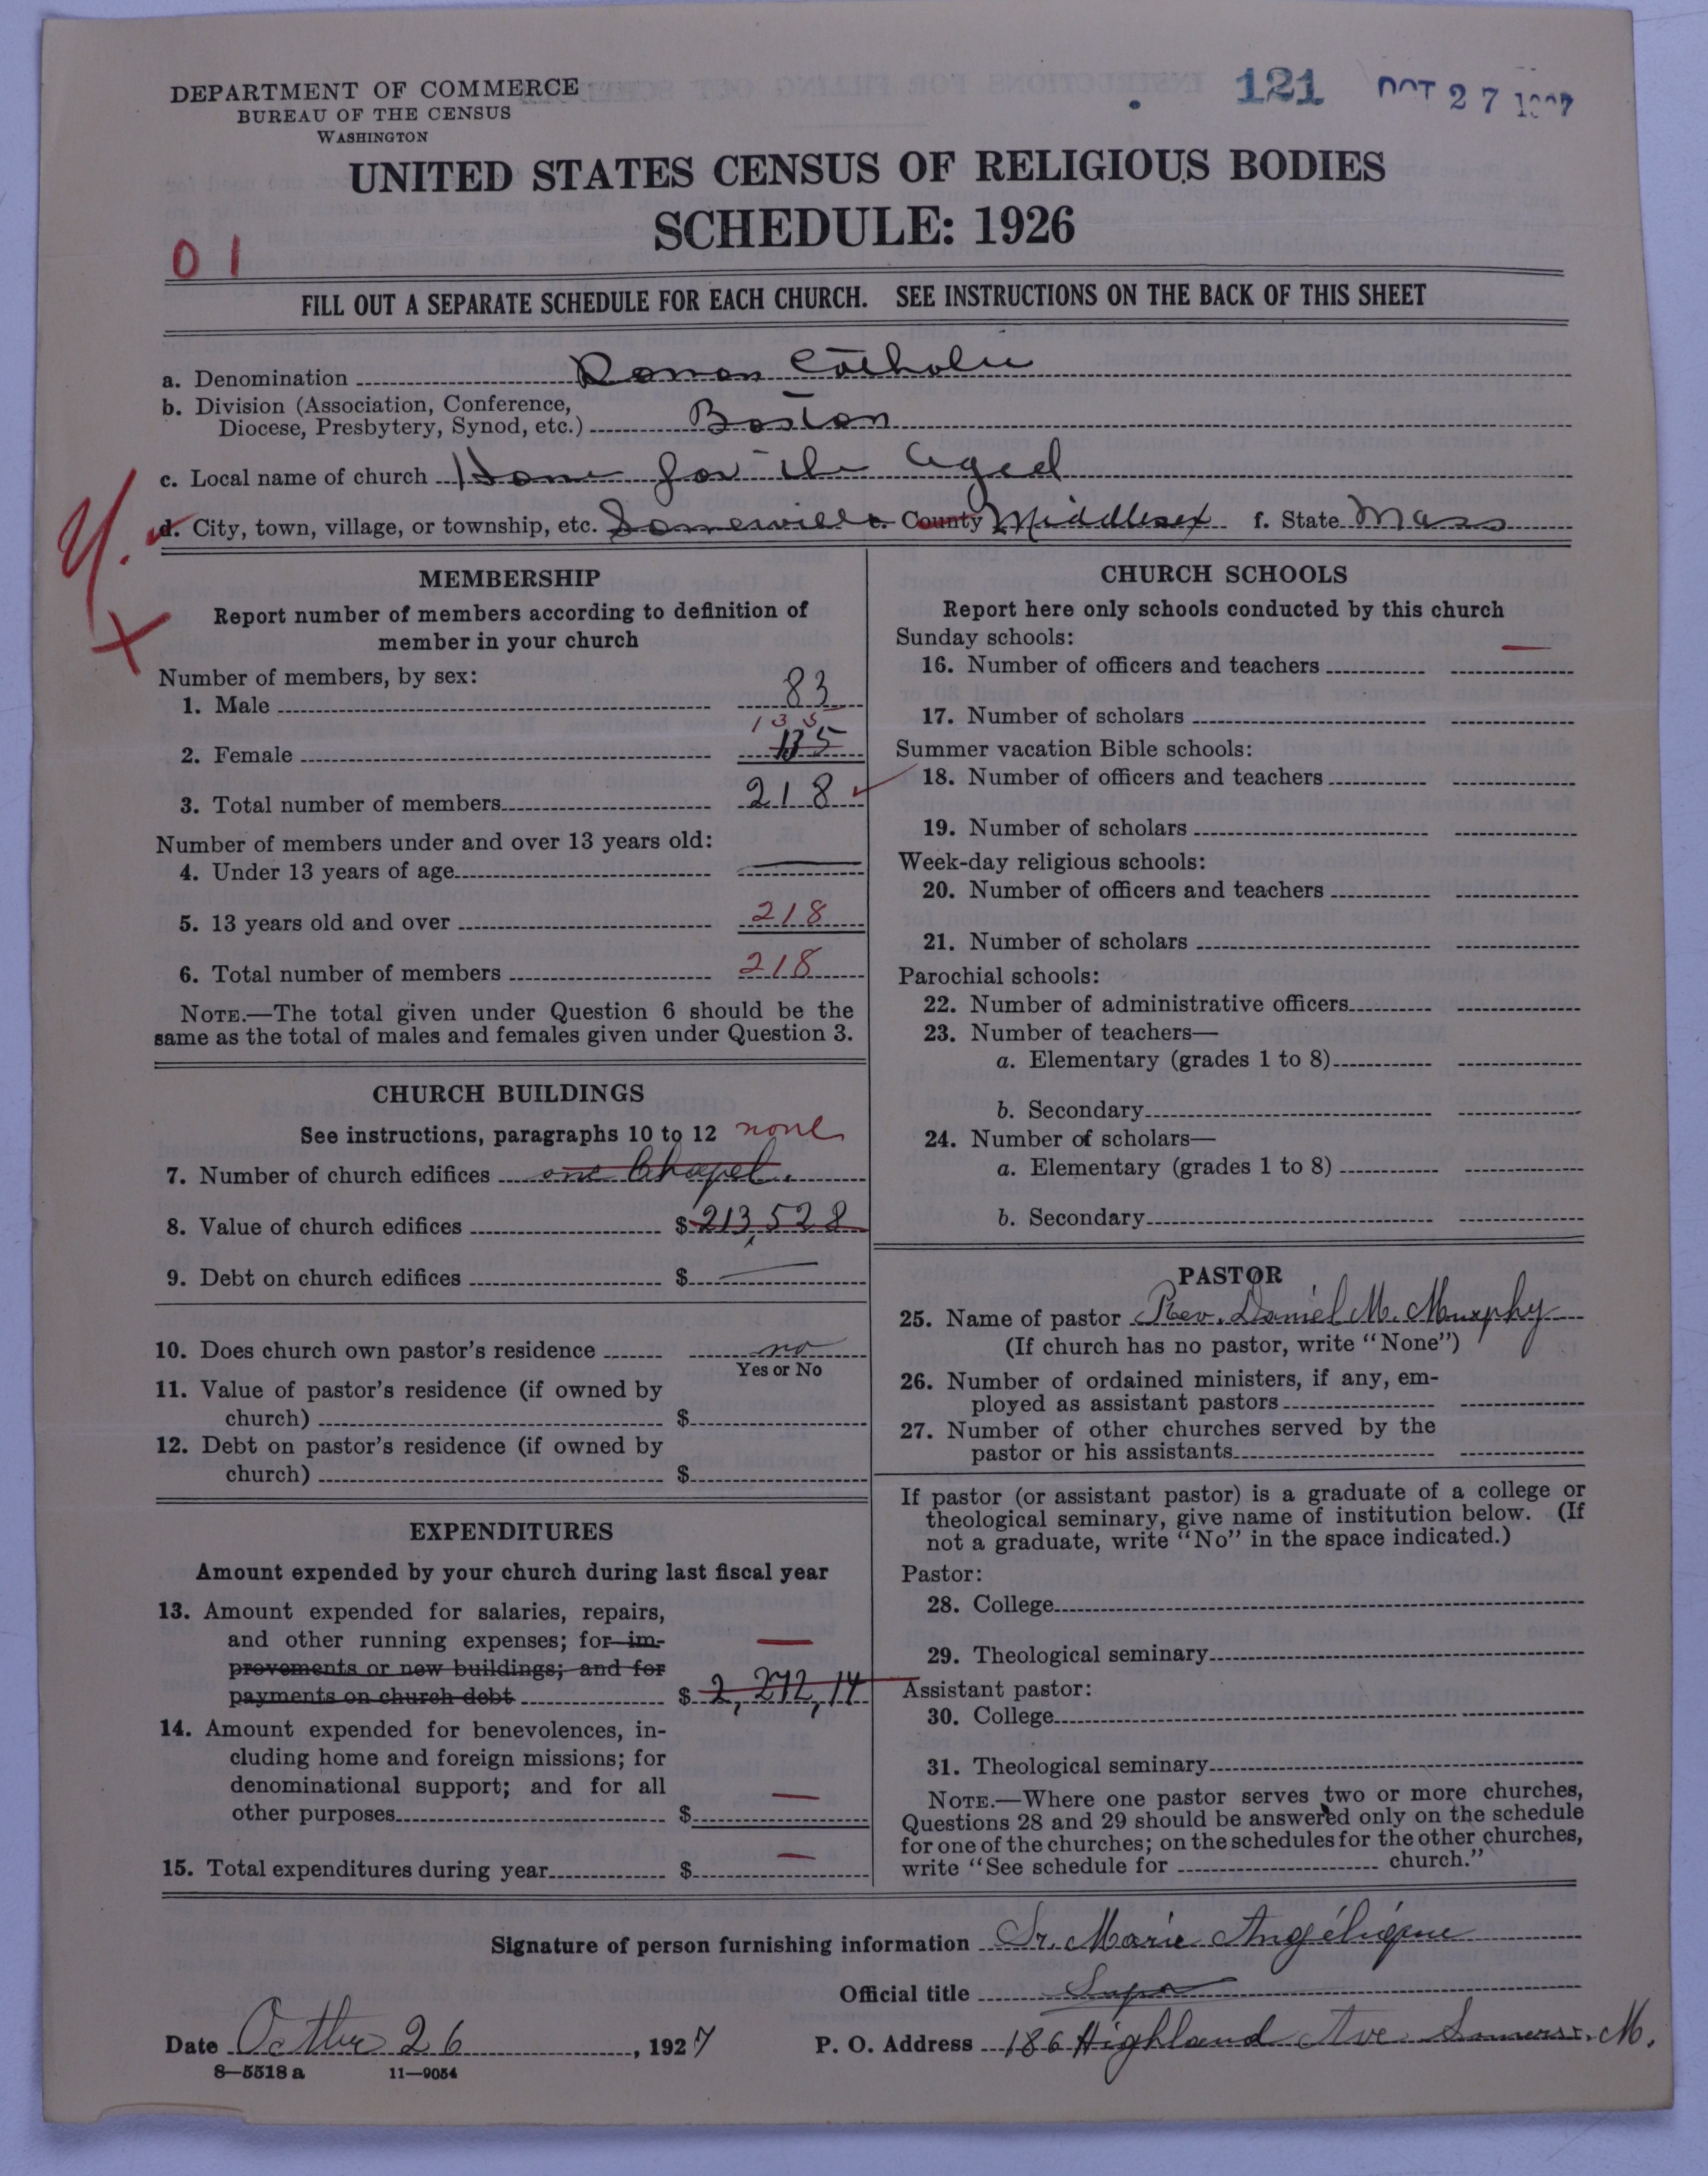 121
OCT 27 1927
DEPARTMENT OF COMMERCE
BUREAU OF THE CENSUS
WASHINGTON
UNITED STATES CENSUS OF RELIGIOUS BODIES
SCHEDULE: 1926
01
FILL OUT A SEPARATE SCHEDULE FOR EACH CHURCH. SEE INSTRUCTIONS ON THE BACK OF THIS SHEET
a. Denomination Roman Catholic
b. Division (Association, Conference,
Diocese, Presbytery, Synod, etc.) Boston
c. Local name of church Home for the Aged
d. City, town, village, or township, etc. Somerville e. County Middlesex f. State Mass
MEMBERSHIP
Report number of members according to definition of
member in your church
Number of members, by sex:
1. Male 83
135
2. Female 135
3. Total number of members 218
Number of members under and over 13 years old:
4. Under 13 years of age
5. 13 years old and over 218
6. Total number of members 218
NOTE.—The total given under Question 6 should be the
same as the total of males and females given under Question 3.
CHURCH BUILDINGS
See instructions, paragraphs 10 to 12 none
7. Number of church edifices one Chapel.
8. Value of church edifices $ 213,528
9. Debt on church edifices $
10. Does church own pastor's residence no
Yes or No
11. Value of pastor's residence (if owned by
church) $
12. Debt on pastor's residence (if owned by
church) $
EXPENDITURES
Amount expended by your church during last fiscal year
13. Amount expended for salaries, repairs,
and other running expenses; for im-
provements or new buildings; and for
payments on church debt $ 2,272,14
14. Amount expended for benevolences, in-
cluding home and foreign missions; for
denominational support; and for all
other purposes $
15. Total expenditures during year $
CHURCH SCHOOLS
Report here only schools conducted by this church
Sunday schools:
16. Number of officers and teachers
17. Number of scholars
Summer vacation Bible schools:
18. Number of officers and teachers
19. Number of scholars
Week-day religious schools:
20. Number of officers and teachers
21. Number of scholars
Parochial schools:
22. Number of administrative officers
23. Number of teachers—
a. Elementary (grades 1 to 8)
b. Secondary
24. Number of scholars—
a. Elementary (grades 1 to 8)
b. Secondary
PASTOR
25. Name of pastor Rev. Daniel M. Murphy
(If church has no pastor, write "None")
26. Number of ordained ministers, if any, em-
ployed as assistant pastors
27. Number of other churches served by the
pastor or his assistants
If pastor (or assistant pastor) is a graduate of a college or
theological seminary, give name of institution below. (If
not a graduate, write "No" in the space indicated.)
Pastor:
28. College
29. Theological seminary
Assistant pastor:
30. College
31. Theological seminary
NOTE.—Where one pastor serves two or more churches,
Questions 28 and 29 should be answered only on the schedule
for one of the churches; on the schedules for the other churches,
write "See schedule for church."
Signature of person furnishing information Sr. Marie Angélique
Official title Supr
Date Octber 26, 1927 P. O. Address 186 Highland Ave M.
8—5518 a 11—9054